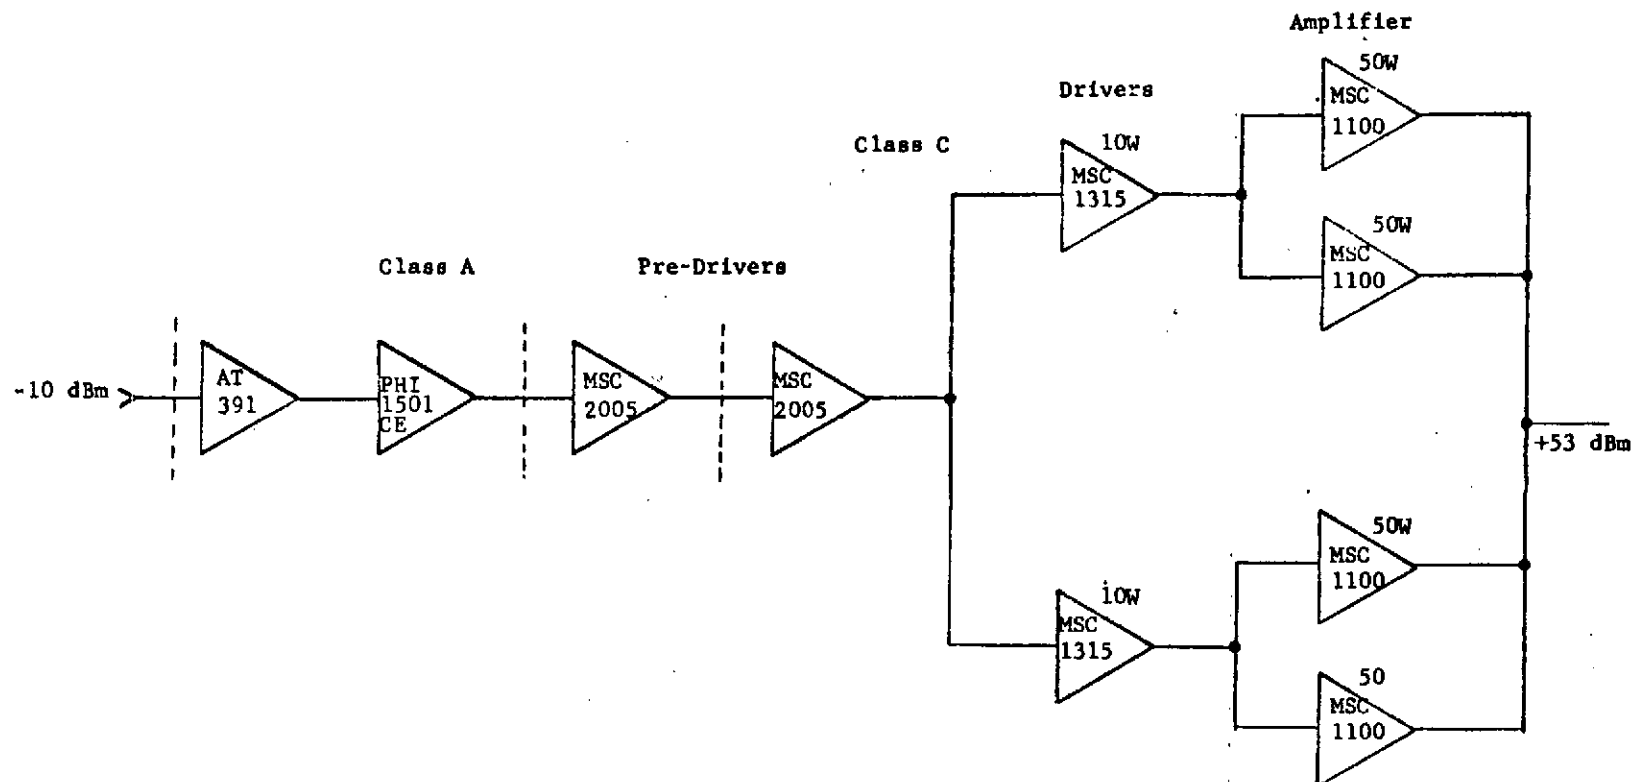 Amplifier
50W
MSC
1100
Drivers
10W
MSC
1315
Class C
50W
MSC
1100
Class A
Pre-Drivers
-10 dBm
AT
391
PHI
1501
CE
MSC
2005
MSC
2005
+53 dBm
50W
MSC
1100
10W
MSC
1315
50
MSC
1100